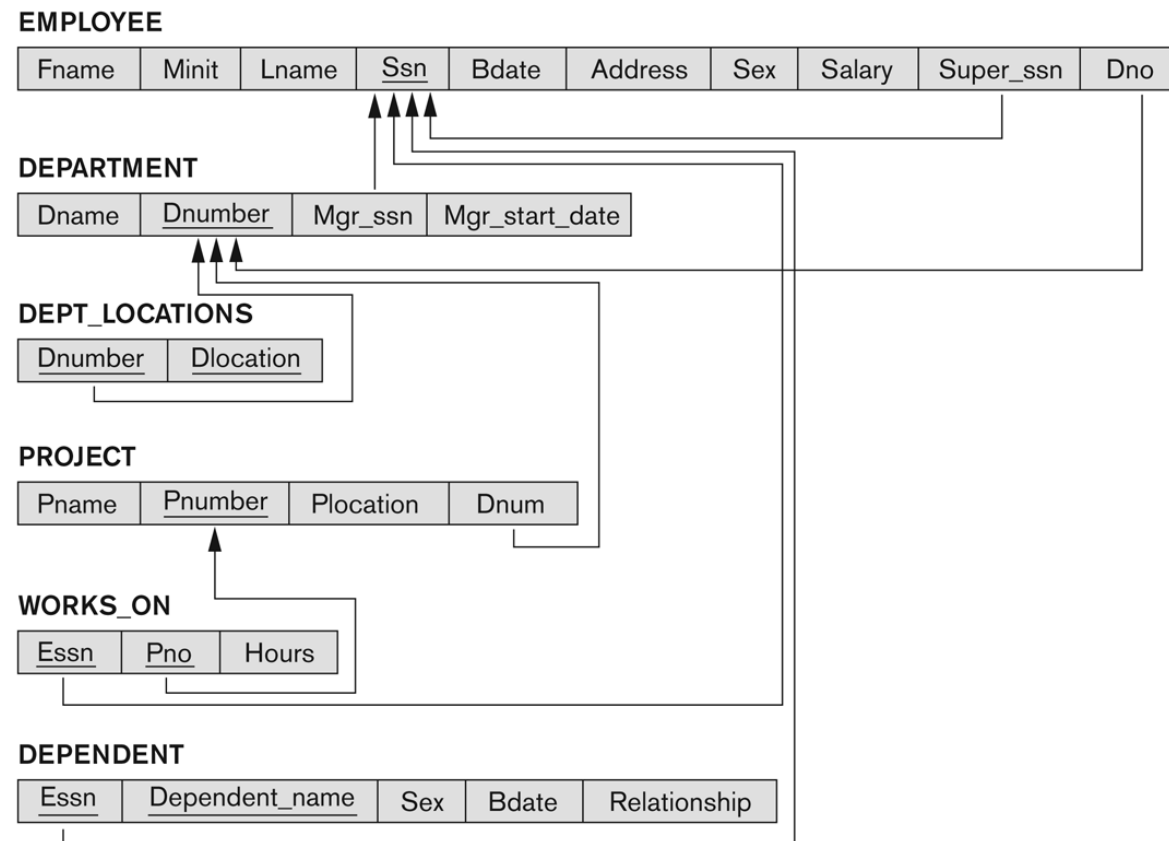 EMPLOYEE
Fname Minit Lname Ssn Bdate Address Sex Salary Super_ssn Dno
DEPARTMENT
Dname Dnumber Mgr_ssn Mgr_start_date
DEPT_LOCATIONS
Dnumber Dlocation
PROJECT
Pname Pnumber Plocation Dnum
WORKS_ON
Essn Pno Hours
DEPENDENT
Essn Dependent_name Sex Bdate Relationship